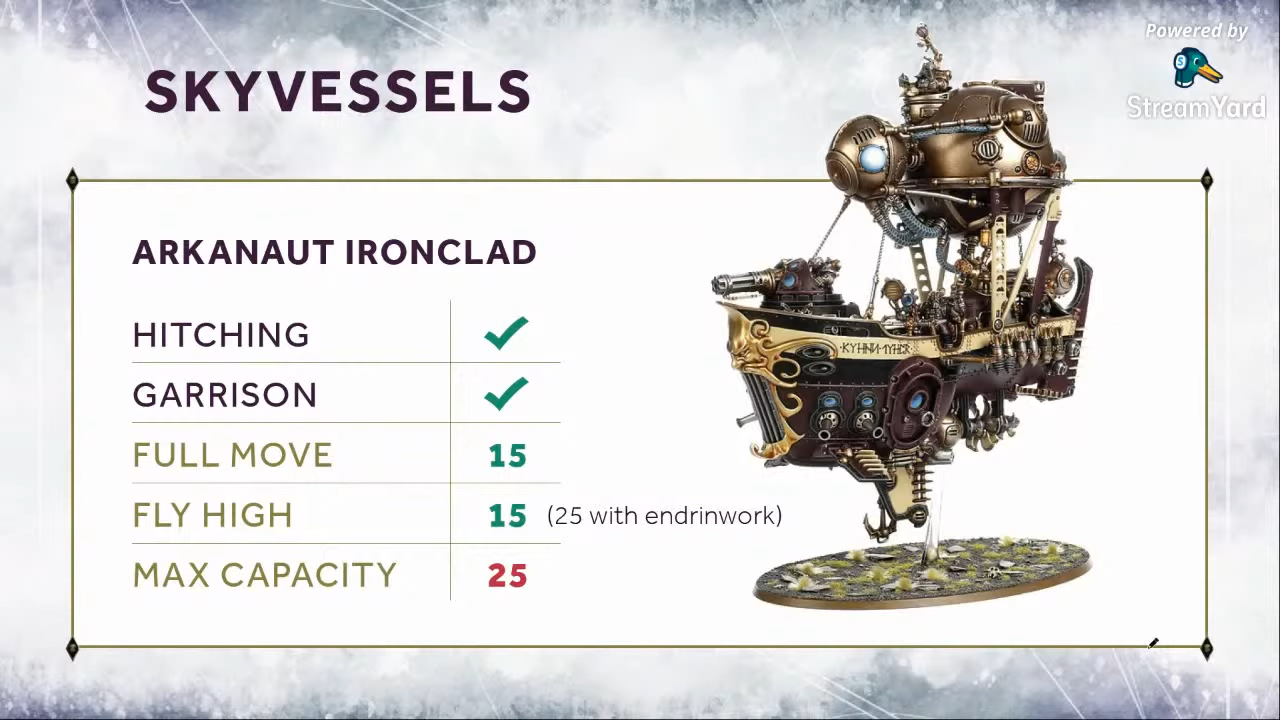 Powered by
StreamYard
SKYVESSELS
ARKANAUT IRONCLAD
HITCHING
GARRISON
FULL MOVE 15
FLY HIGH 15 (25 with endrinwork)
MAX CAPACITY 25